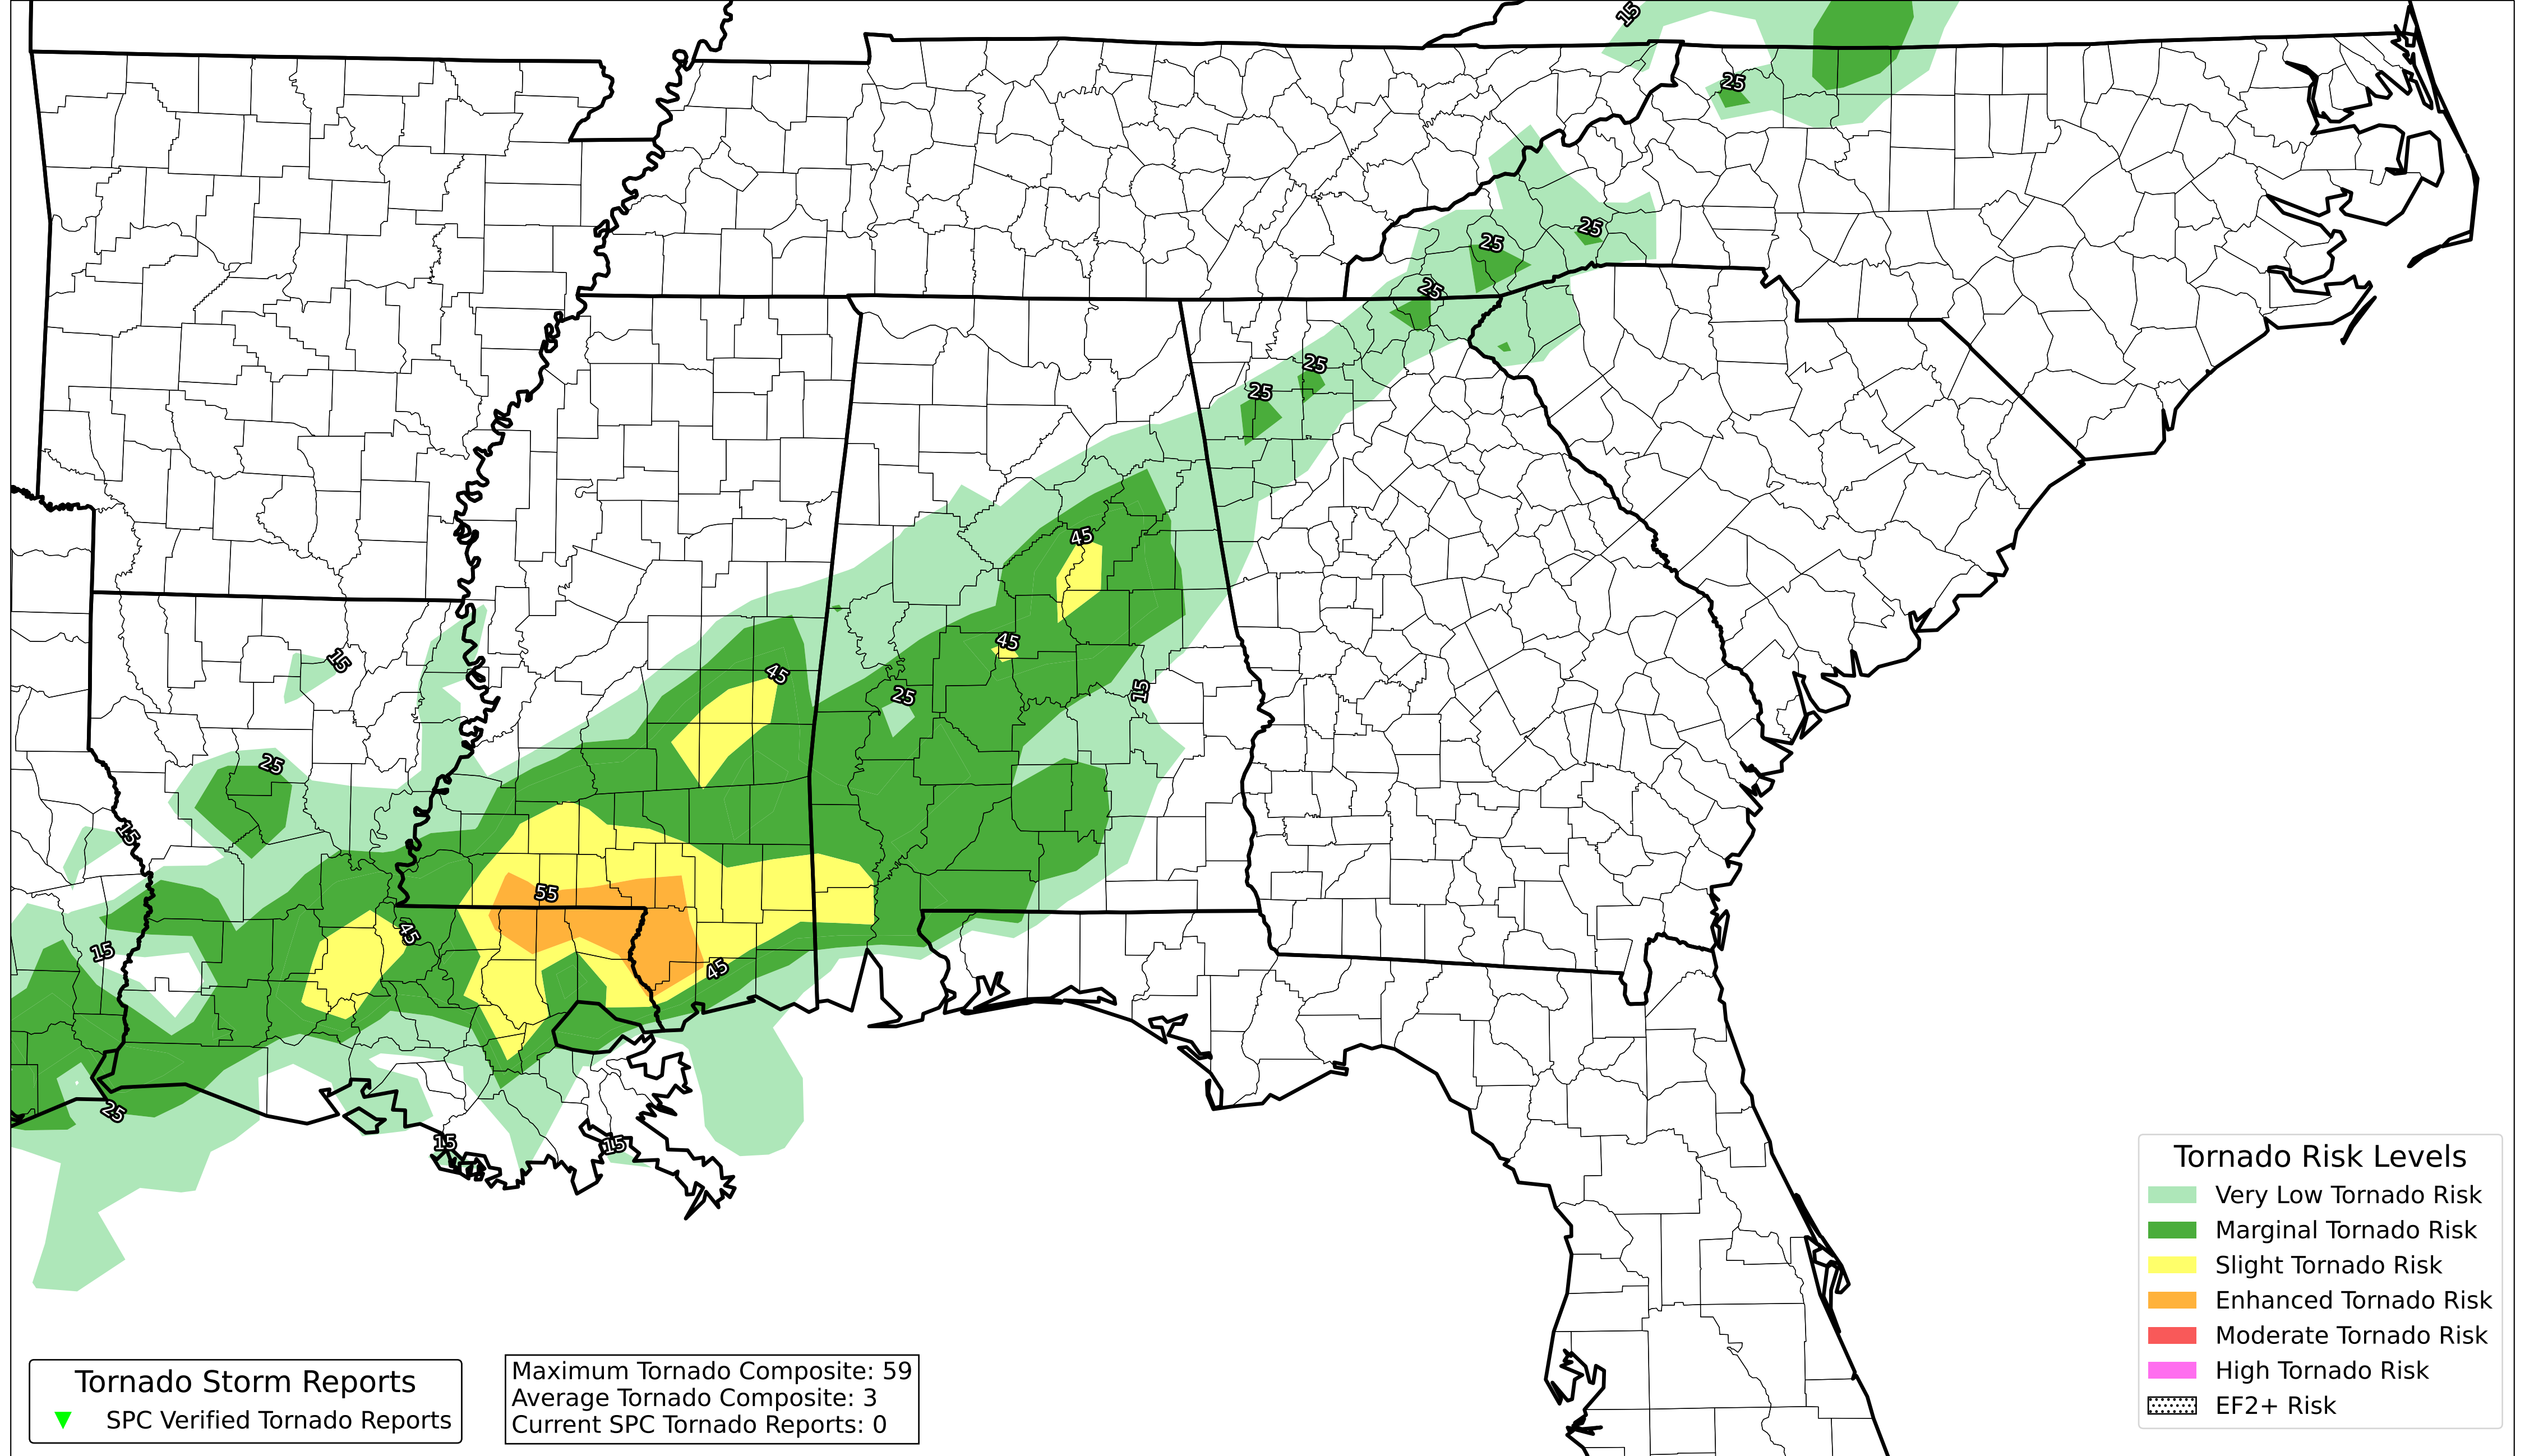 15
25
25
25
25
25
25
45
45
15
45
25
15
25
15
55
45
15
45
25
15
15
Tornado Risk Levels
Very Low Tornado Risk
Marginal Tornado Risk
Slight Tornado Risk
Enhanced Tornado Risk
Moderate Tornado Risk
High Tornado Risk
EF2+ Risk
Tornado Storm Reports
SPC Verified Tornado Reports
Maximum Tornado Composite: 59
Average Tornado Composite: 3
Current SPC Tornado Reports: 0